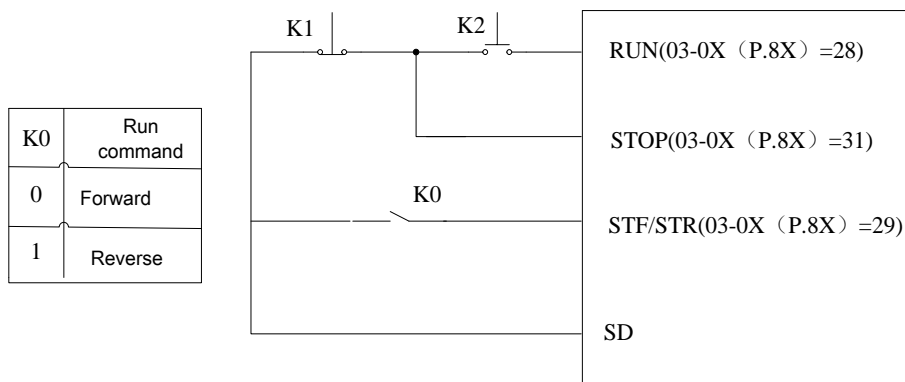 K1
K2
RUN(03-0X（P.8X）=28)
K0
Run
command
STOP(03-0X（P.8X）=31)
0
Forward
K0
STF/STR(03-0X（P.8X）=29)
1
Reverse
SD